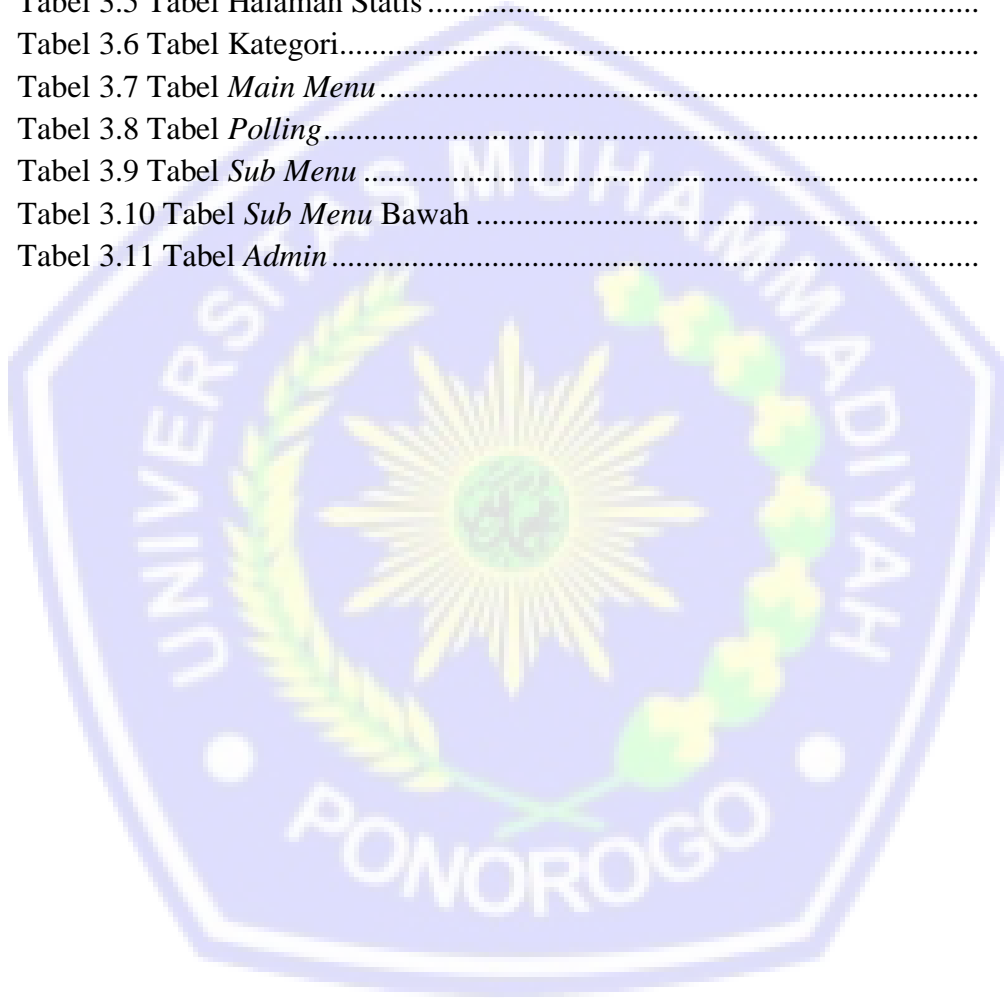 Tabel 3.5 Tabel Halaman Statis ........................................................................................
Tabel 3.6 Tabel Kategori........................................................................................
Tabel 3.7 Tabel Main Menu ........................................................................................
Tabel 3.8 Tabel Polling........................................................................................
Tabel 3.9 Tabel Sub Menu ........................................................................................
Tabel 3.10 Tabel Sub Menu Bawah ........................................................................................
Tabel 3.11 Tabel Admin ........................................................................................
UNIVERSITAS MUHAMMADIYAH
PONOROGO